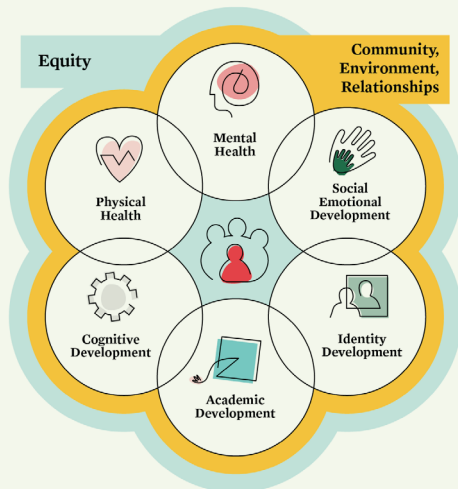 Equity
Community,
Environment,
Relationships
Mental
Health
Physical
Health
Social
Emotional
Development
Cognitive
Development
Identity
Development
Academic
Development